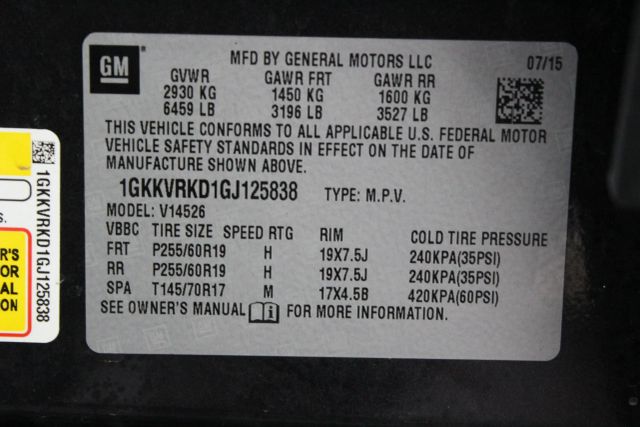 GM
MFD BY GENERAL MOTORS LLC
07/15
GVWR GAWR FRT GAWR RR
2930 KG 1450 KG 1600 KG
6459 LB 3196 LB 3527 LB
THIS VEHICLE CONFORMS TO ALL APPLICABLE U.S. FEDERAL MOTOR
VEHICLE SAFETY STANDARDS IN EFFECT ON THE DATE OF
MANUFACTURE SHOWN ABOVE.
1GKKVRKD1GJ125838 TYPE: M.P.V.
MODEL: V14526
VBBC TIRE SIZE SPEED RTG RIM COLD TIRE PRESSURE
FRT P255/60R19 H 19X7.5J 240KPA(35PSI)
RR P255/60R19 H 19X7.5J 240KPA(35PSI)
SPA T145/70R17 M 17X4.5B 420KPA(60PSI)
SEE OWNER'S MANUAL i FOR MORE INFORMATION.
1GKKVRKD1GJ125838
S.
R'S
FOR
AL
ON